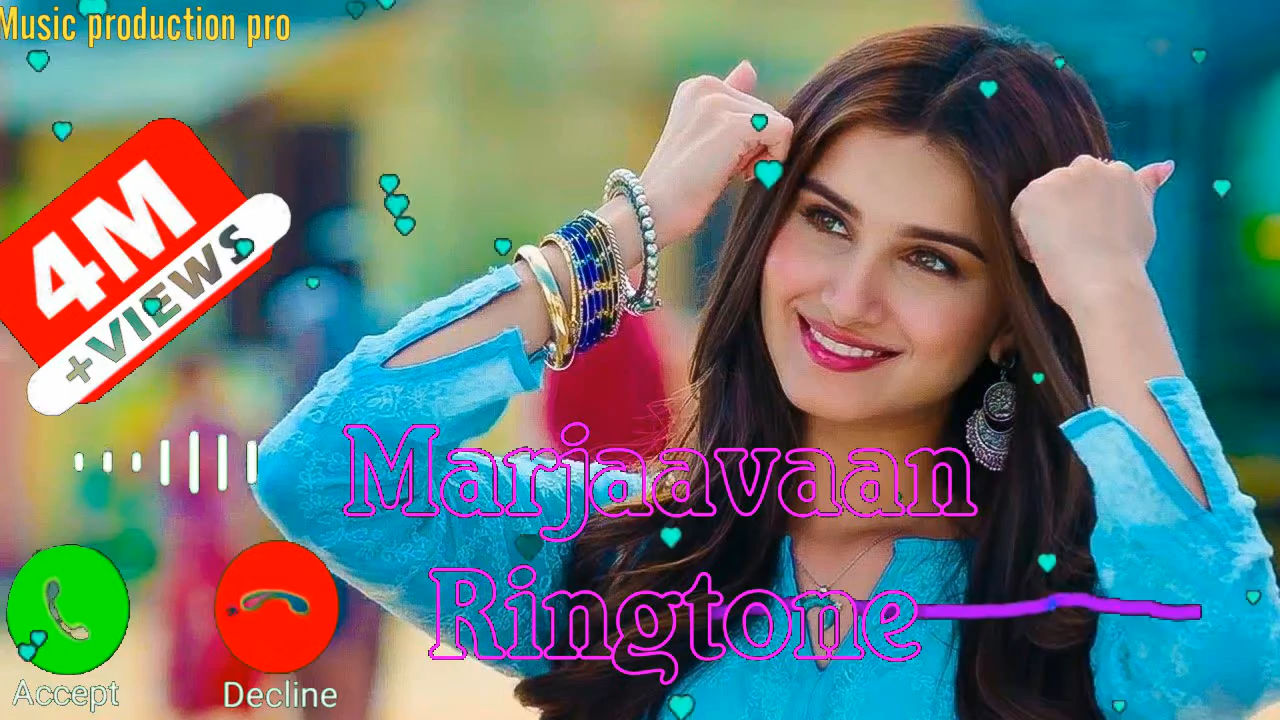 Music production pro
4M
+VIEWS
Marjaavaan
Ringtone
Accept
Decline